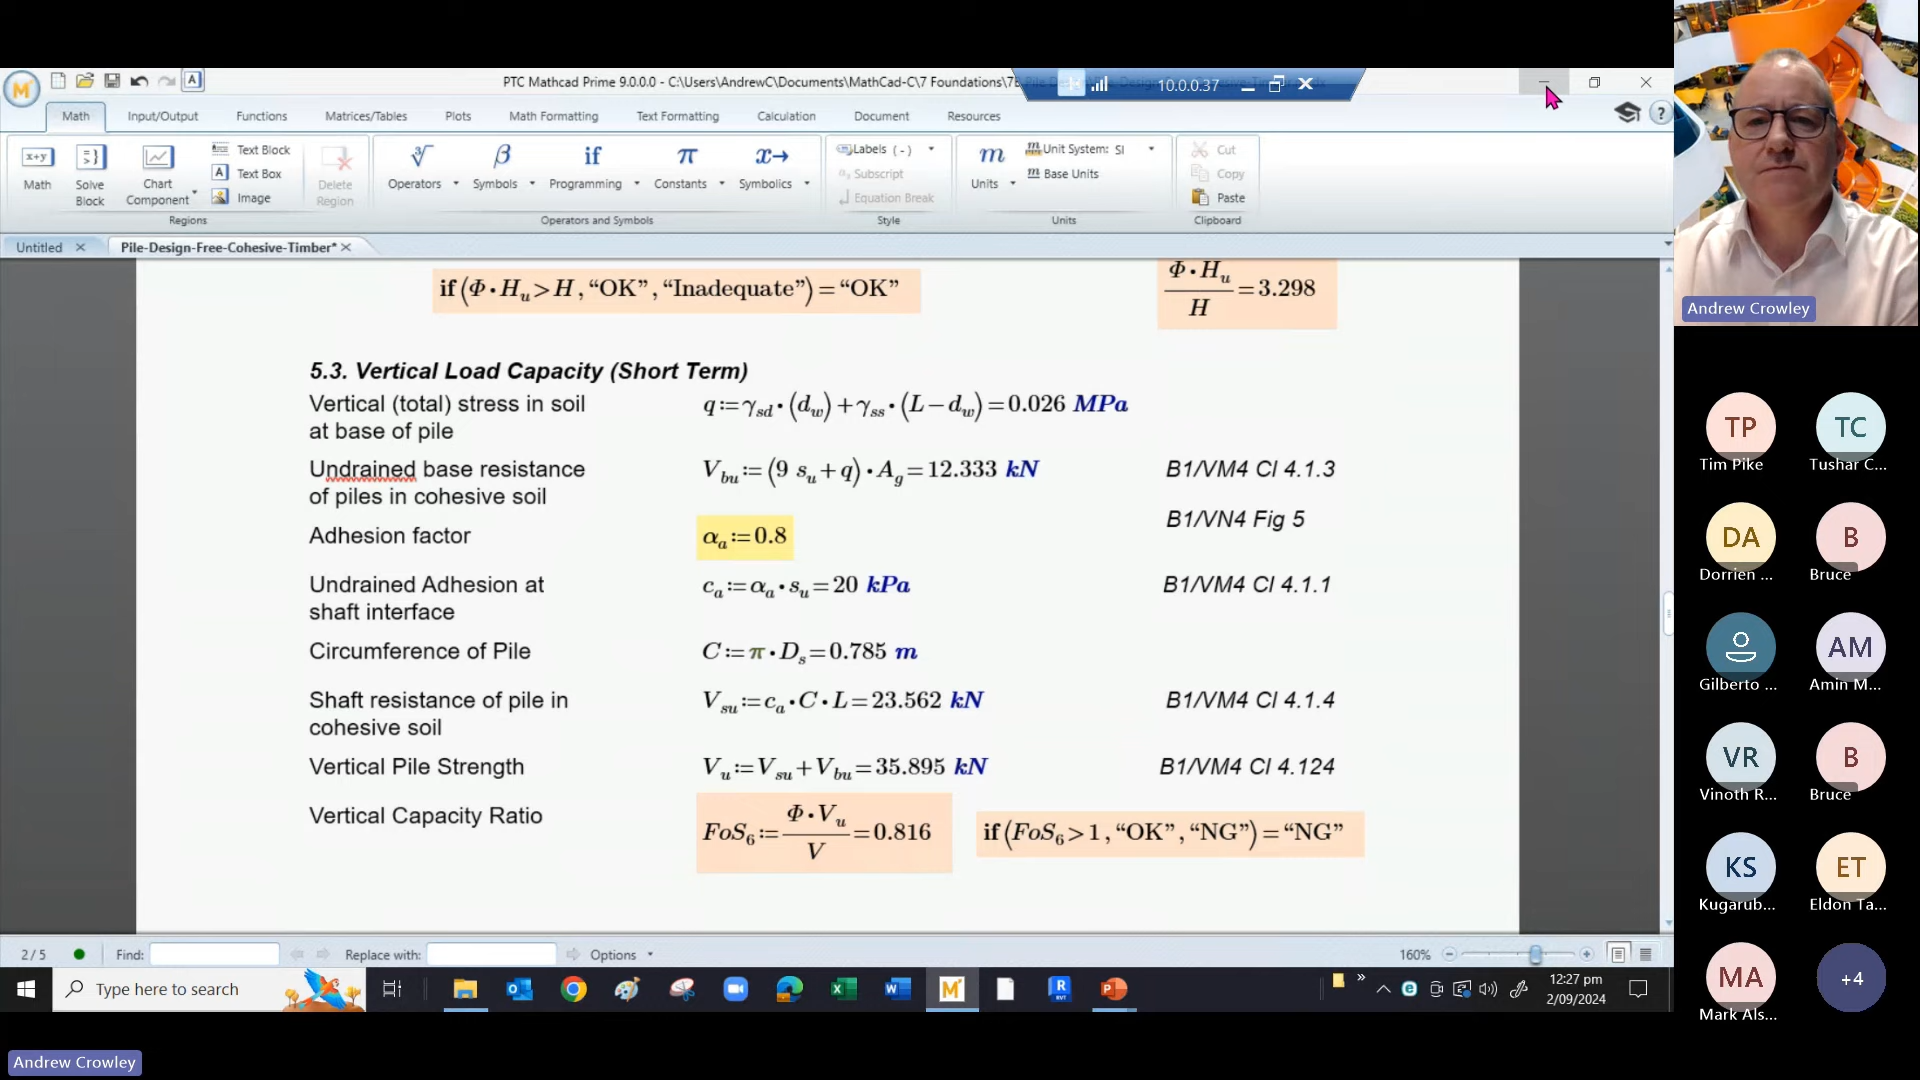 PTC Mathcad Prime 9.0.0.0 - C:\Users\AndrewC\Documents\MathCad-C\7 Foundations\7
10.0.0.37
Math Input/Output Functions Matrices/Tables Plots Math Formatting Text Formatting Calculation Document Resources
Math
Solve Block
Chart Component
Text Block
Text Box
Image
Delete Region
Operators
Symbols
if
Programming
π
Constants
Symbolics
Labels ( - )
Subscript
Equation Break
Units
Unit System: SI
Base Units
Cut
Copy
Paste
Regions Operators and Symbols Style Units Clipboard
Untitled Pile-Design-Free-Cohesive-Timber*
if(Φ·H_u>H,“OK”,“Inadequate”)=“OK”
Φ·H_u/H=3.298
5.3. Vertical Load Capacity (Short Term)
Vertical (total) stress in soil
at base of pile
q:=γ_sd·(d_w)+γ_ss·(L−d_w)=0.026 MPa
Undrained base resistance
of piles in cohesive soil
V_bu:=(9 s_u+q)·A_g=12.333 kN
B1/VM4 Cl 4.1.3
Adhesion factor
α_a:=0.8
B1/VN4 Fig 5
Undrained Adhesion at
shaft interface
c_a:=α_a·s_u=20 kPa
B1/VM4 Cl 4.1.1
Circumference of Pile
C:=π·D_s=0.785 m
Shaft resistance of pile in
cohesive soil
V_su:=c_a·C·L=23.562 kN
B1/VM4 Cl 4.1.4
Vertical Pile Strength
V_u:=V_su+V_bu=35.895 kN
B1/VM4 Cl 4.124
Vertical Capacity Ratio
FoS_6:=Φ·V_u/V=0.816
if(FoS_6>1,“OK”,“NG”)=“NG”
2 / 5 Find: Replace with: Options 160%
Type here to search
12:27 pm
2/09/2024
Andrew Crowley
TP
Tim Pike
TC
Tushar C...
DA
Dorrien ...
B
Bruce
Gilberto ...
AM
Amin M...
VR
Vinoth R...
B
Bruce
KS
Kugarub...
ET
Eldon Ta...
MA
Mark Als...
+4
Andrew Crowley